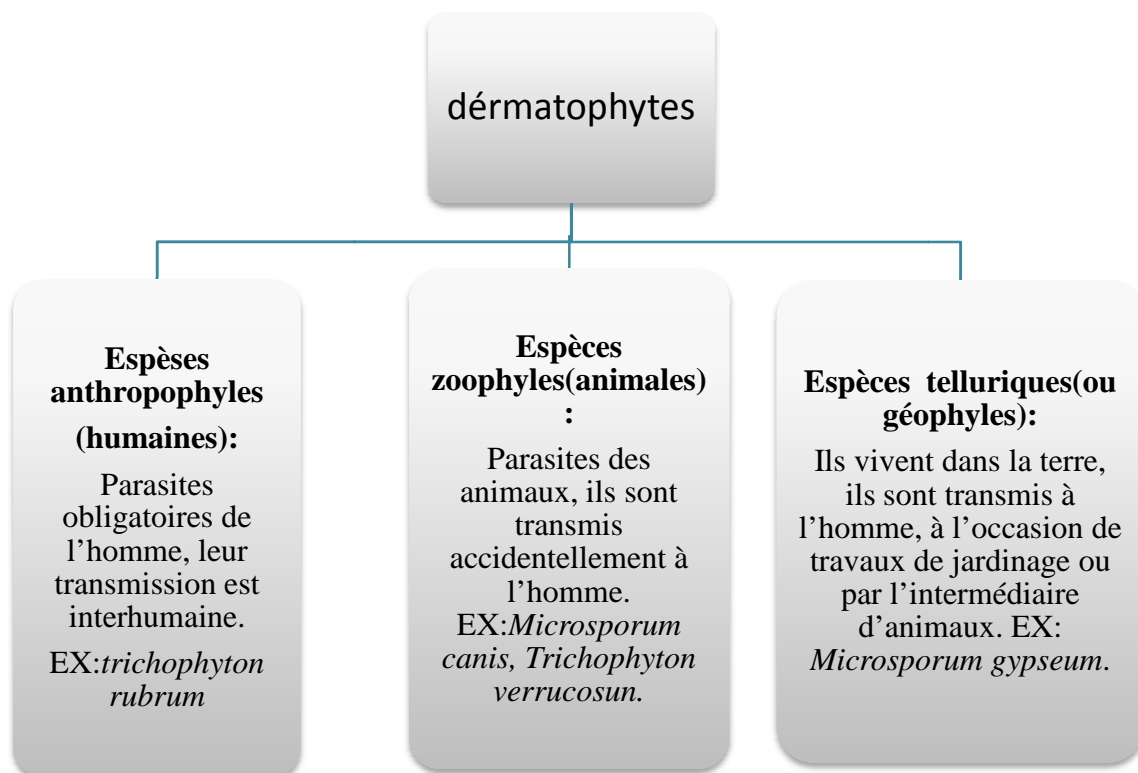 dérmatophytes
Espèses
anthropophyles
(humaines):
Parasites
obligatoires de
l’homme, leur
transmission est
interhumaine.
EX:trichophyton
rubrum
Espèces
zoophyles(animales)
:
Parasites des
animaux, ils sont
transmis
accidentellement à
l’homme.
EX:Microsporum
canis, Trichophyton
verrucosun.
Espèces telluriques(ou
géophyles):
Ils vivent dans la terre,
ils sont transmis à
l’homme, à l’occasion de
travaux de jardinage ou
par l’intermédiaire
d’animaux. EX:
Microsporum gypseum.